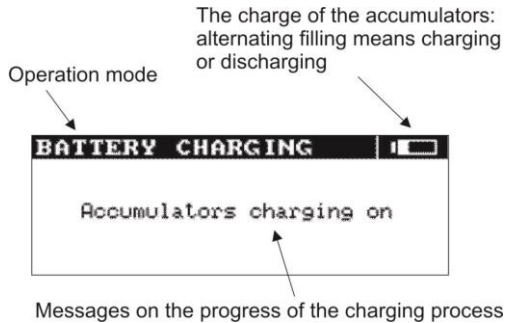 The charge of the accumulators:
alternating filling means charging
or discharging
Operation mode
BATTERY CHARGING
Accumulators charging on
Messages on the progress of the charging process